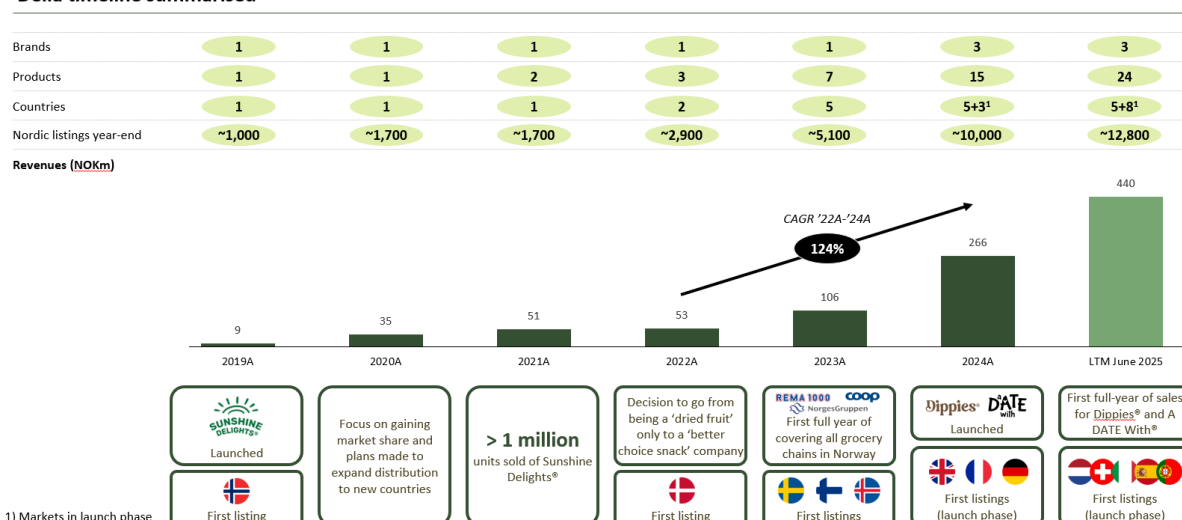 Brands 1 1 1 1 1 3 3
Products 1 1 2 3 7 15 24
Countries 1 1 1 2 5 5+3¹ 5+8¹
Nordic listings year-end ~1,000 ~1,700 ~1,700 ~2,900 ~5,100 ~10,000 ~12,800
Revenues (NOKm)
440
CAGR '22A-'24A
124%
266
106
53
51
35
9
2019A 2020A 2021A 2022A 2023A 2024A LTM June 2025
SUNSHINE
DELIGHTS®
Launched
First listing
Focus on gaining
market share and
plans made to
expand distribution
to new countries
> 1 million
units sold of Sunshine
Delights®
Decision to go from
being a ‘dried fruit’
only to a ‘better
choice snack’ company
First listing
REMA 1000 coop
NorgesGruppen
First full year of
covering all grocery
chains in Norway
First listings
Dippies® a DATE with
Launched
First listings
(launch phase)
First full-year of sales
for Dippies® and A
DATE With®
First listings
(launch phase)
1) Markets in launch phase